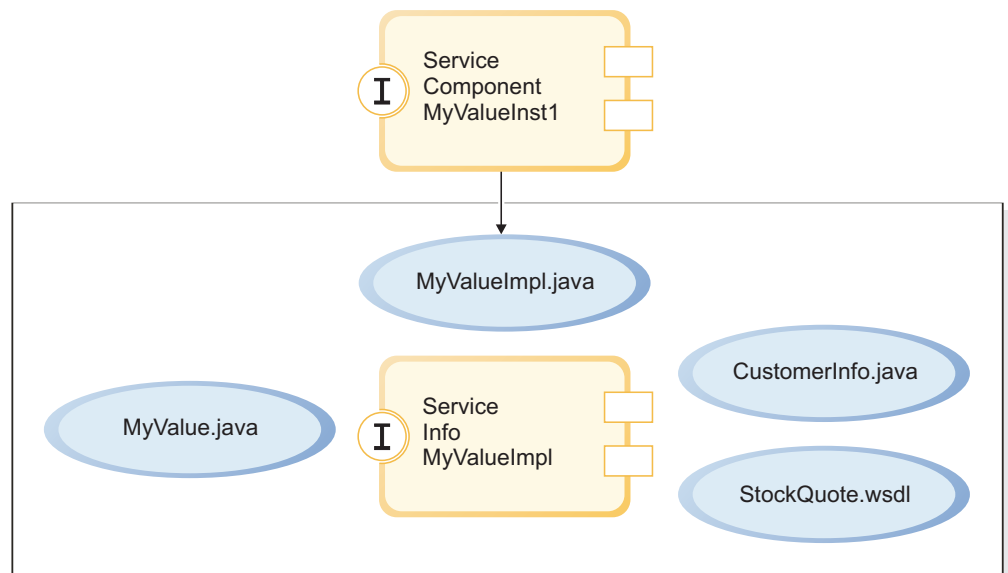 Service
Component
MyValueInst1
I
MyValueImpl.java
CustomerInfo.java
MyValue.java
Service
Info
MyValueImpl
I
StockQuote.wsdl